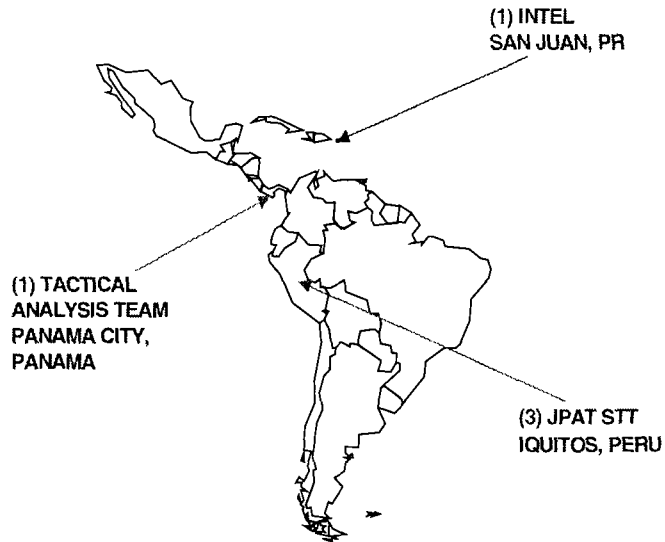 (1) INTEL
SAN JUAN, PR
(1) TACTICAL
ANALYSIS TEAM
PANAMA CITY,
PANAMA
(3) JPAT STT
IQUITOS, PERU